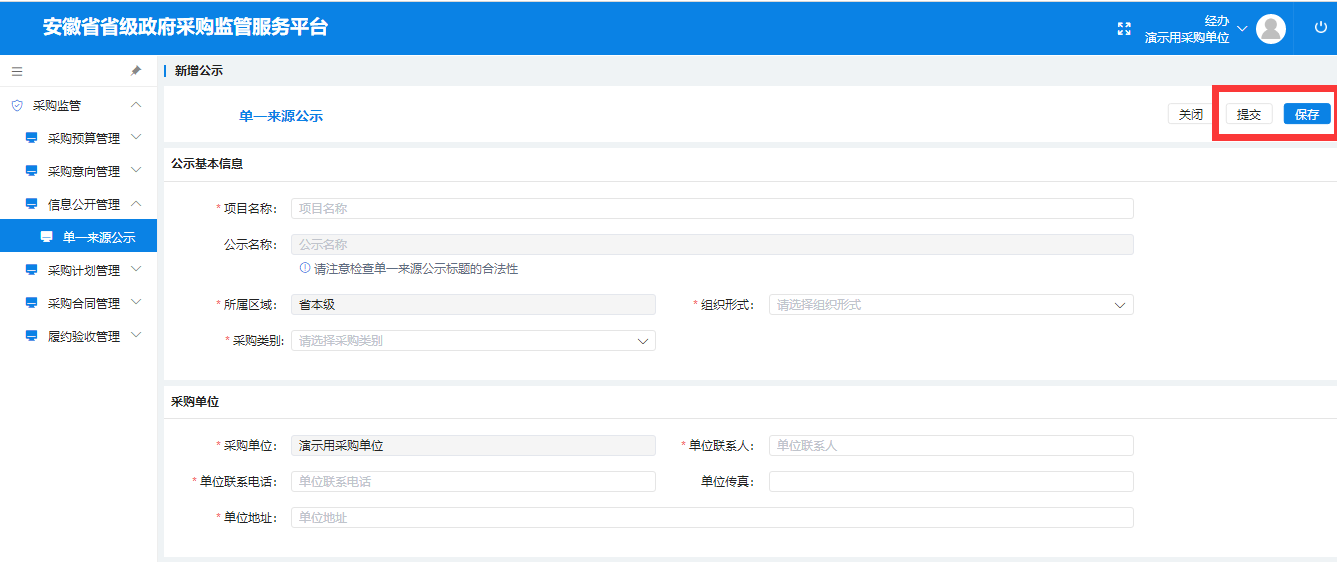 安徽省省级政府采购监管服务平台
经办
演示用采购单位
采购监管
采购预算管理
采购意向管理
信息公开管理
单一来源公示
采购计划管理
采购合同管理
履约验收管理
新增公示
单一来源公示
关闭 提交 保存
公示基本信息
* 项目名称: 项目名称
公示名称: 公示名称
请注意检查单一来源公示标题的合法性
* 所属区域: 省本级 * 组织形式: 请选择组织形式
* 采购类别: 请选择采购类别
采购单位
* 采购单位: 演示用采购单位 * 单位联系人: 单位联系人
* 单位联系电话: 单位联系电话 单位传真:
* 单位地址: 单位地址